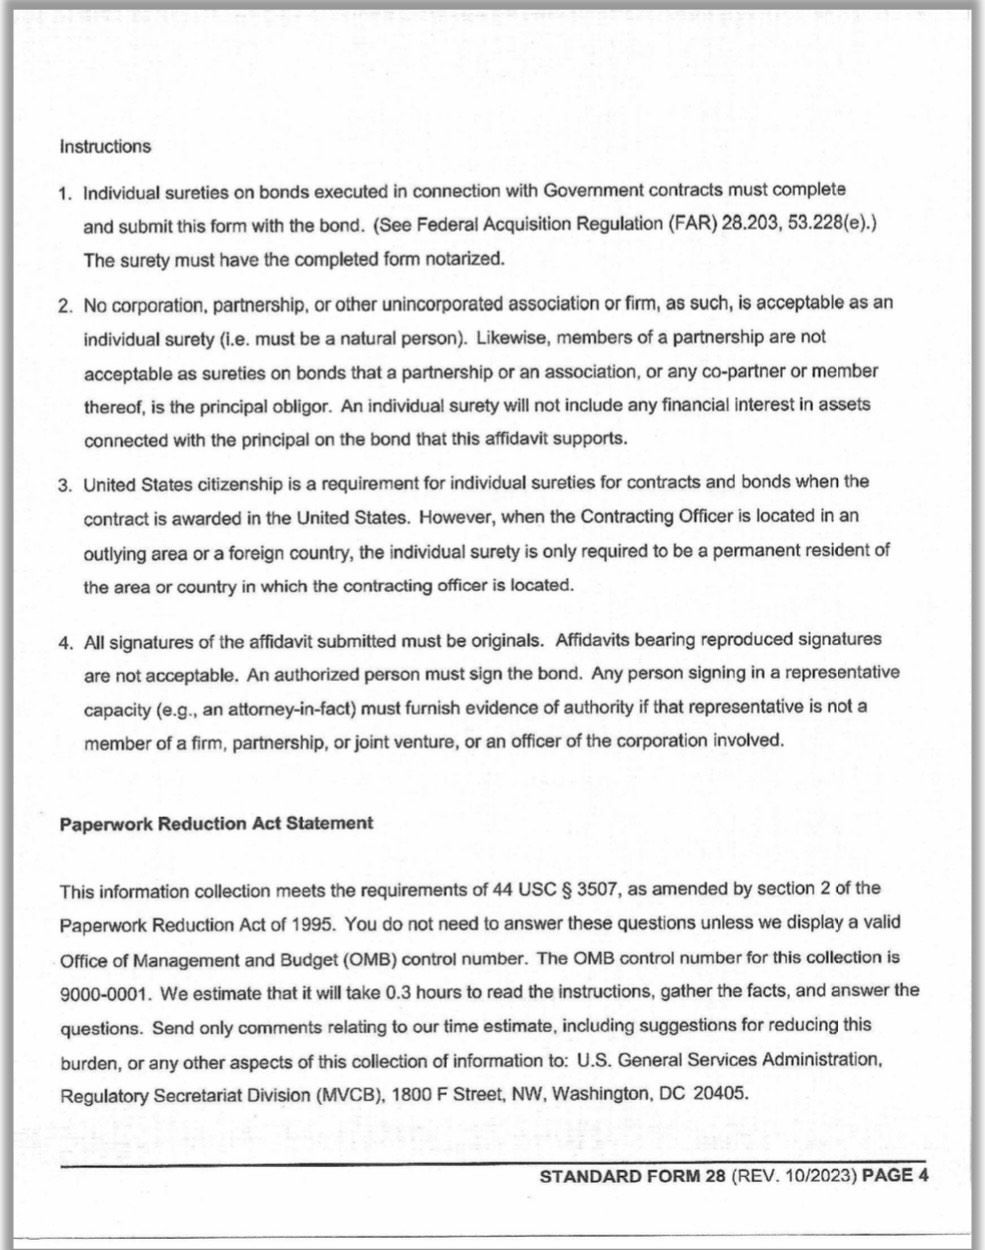 Instructions
1. Individual sureties on bonds executed in connection with Government contracts must complete
and submit this form with the bond. (See Federal Acquisition Regulation (FAR) 28.203, 53.228(e).)
The surety must have the completed form notarized.
2. No corporation, partnership, or other unincorporated association or firm, as such, is acceptable as an
individual surety (i.e. must be a natural person). Likewise, members of a partnership are not
acceptable as sureties on bonds that a partnership or an association, or any co-partner or member
thereof, is the principal obligor. An individual surety will not include any financial interest in assets
connected with the principal on the bond that this affidavit supports.
3. United States citizenship is a requirement for individual sureties for contracts and bonds when the
contract is awarded in the United States. However, when the Contracting Officer is located in an
outlying area or a foreign country, the individual surety is only required to be a permanent resident of
the area or country in which the contracting officer is located.
4. All signatures of the affidavit submitted must be originals. Affidavits bearing reproduced signatures
are not acceptable. An authorized person must sign the bond. Any person signing in a representative
capacity (e.g., an attorney-in-fact) must furnish evidence of authority if that representative is not a
member of a firm, partnership, or joint venture, or an officer of the corporation involved.
Paperwork Reduction Act Statement
This information collection meets the requirements of 44 USC § 3507, as amended by section 2 of the
Paperwork Reduction Act of 1995. You do not need to answer these questions unless we display a valid
Office of Management and Budget (OMB) control number. The OMB control number for this collection is
9000-0001. We estimate that it will take 0.3 hours to read the instructions, gather the facts, and answer the
questions. Send only comments relating to our time estimate, including suggestions for reducing this
burden, or any other aspects of this collection of information to: U.S. General Services Administration,
Regulatory Secretariat Division (MVCB), 1800 F Street, NW, Washington, DC 20405.
STANDARD FORM 28 (REV. 10/2023) PAGE 4